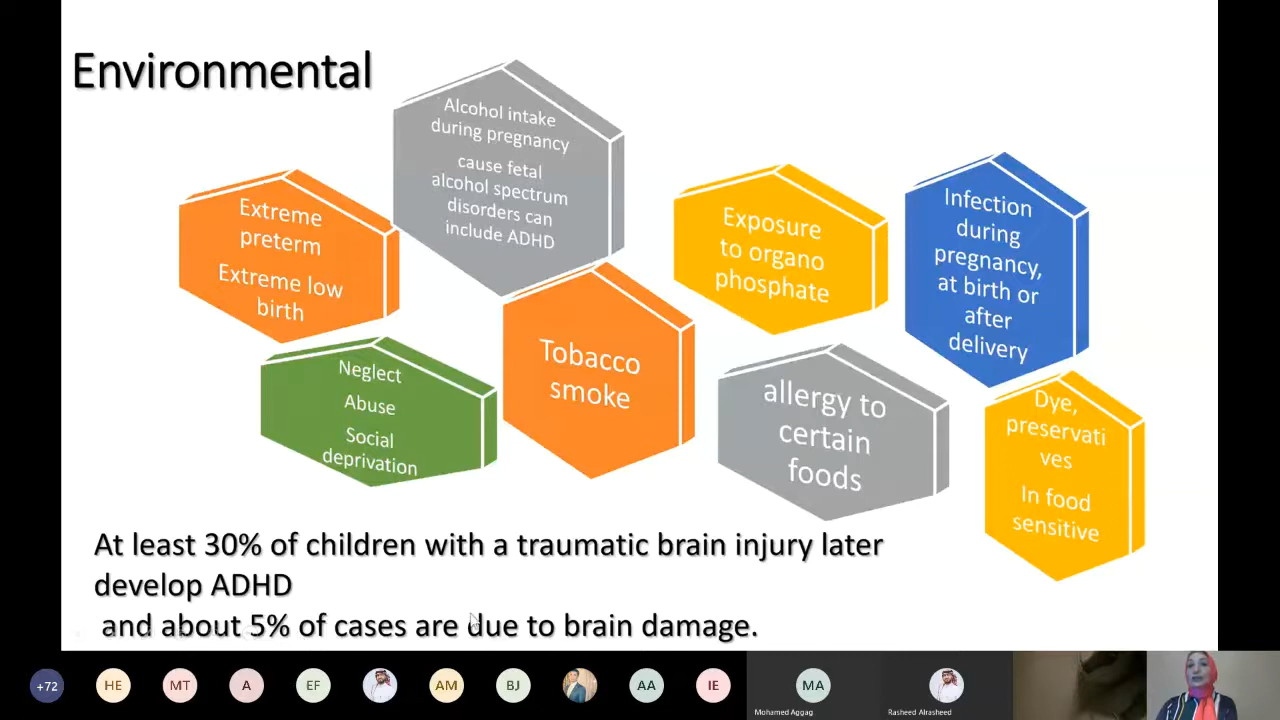 Environmental
Alcohol intake
during pregnancy
cause fetal
alcohol spectrum
disorders can
include ADHD
Extreme
preterm
Extreme low
birth
Exposure
to organo
phosphate
Infection
during
pregnancy,
at birth or
after
delivery
Neglect
Abuse
Social
deprivation
Tobacco
smoke
allergy to
certain
foods
Dye,
preservati
ves
In food
sensitive
At least 30% of children with a traumatic brain injury later
develop ADHD
and about 5% of cases are due to brain damage.
+72
HE
MT
A
EF
AM
BJ
AA
IE
MA
Mohamed Aggag
Rasheed Alrasheed